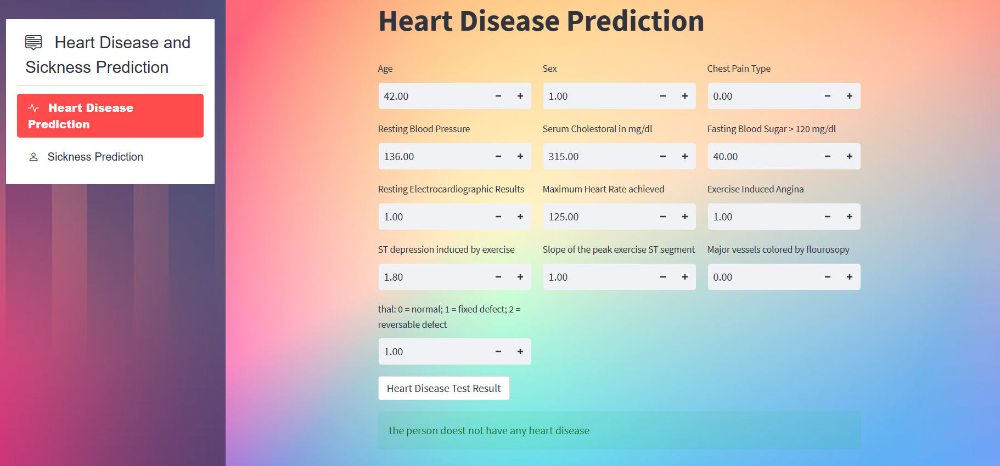 Heart Disease and
Sickness Prediction
Heart Disease
Prediction
Sickness Prediction
Heart Disease Prediction
Age
Sex
Chest Pain Type
42.00
1.00
0.00
Resting Blood Pressure
Serum Cholestoral in mg/dl
Fasting Blood Sugar > 120 mg/dl
136.00
315.00
40.00
Resting Electrocardiographic Results
Maximum Heart Rate achieved
Exercise Induced Angina
1.00
125.00
1.00
ST depression induced by exercise
Slope of the peak exercise ST segment
Major vessels colored by flourosopy
1.80
1.00
0.00
thal: 0 = normal; 1 = fixed defect; 2 =
reversable defect
1.00
Heart Disease Test Result
the person doest not have any heart disease